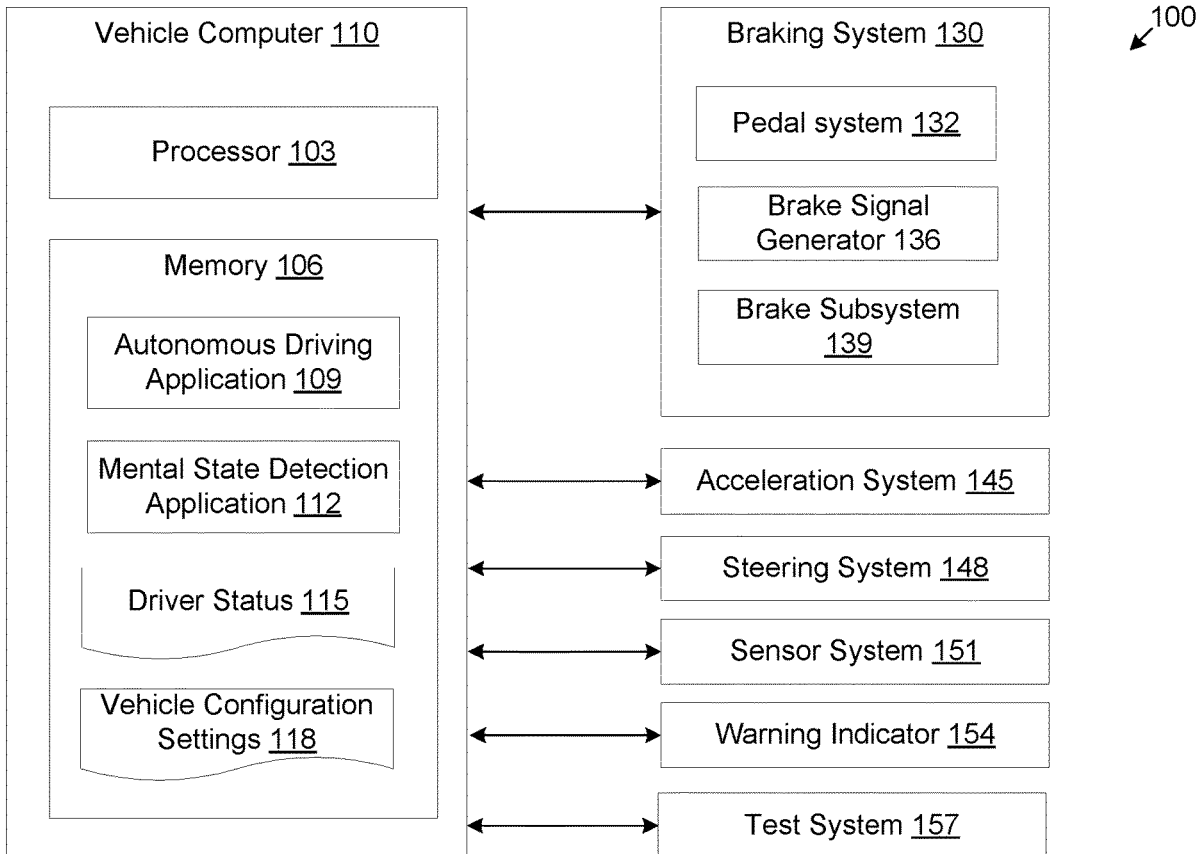 100
Vehicle Computer 110
Processor 103
Memory 106
Autonomous Driving
Application 109
Mental State Detection
Application 112
Driver Status 115
Vehicle Configuration
Settings 118
Braking System 130
Pedal system 132
Brake Signal
Generator 136
Brake Subsystem
139
Acceleration System 145
Steering System 148
Sensor System 151
Warning Indicator 154
Test System 157